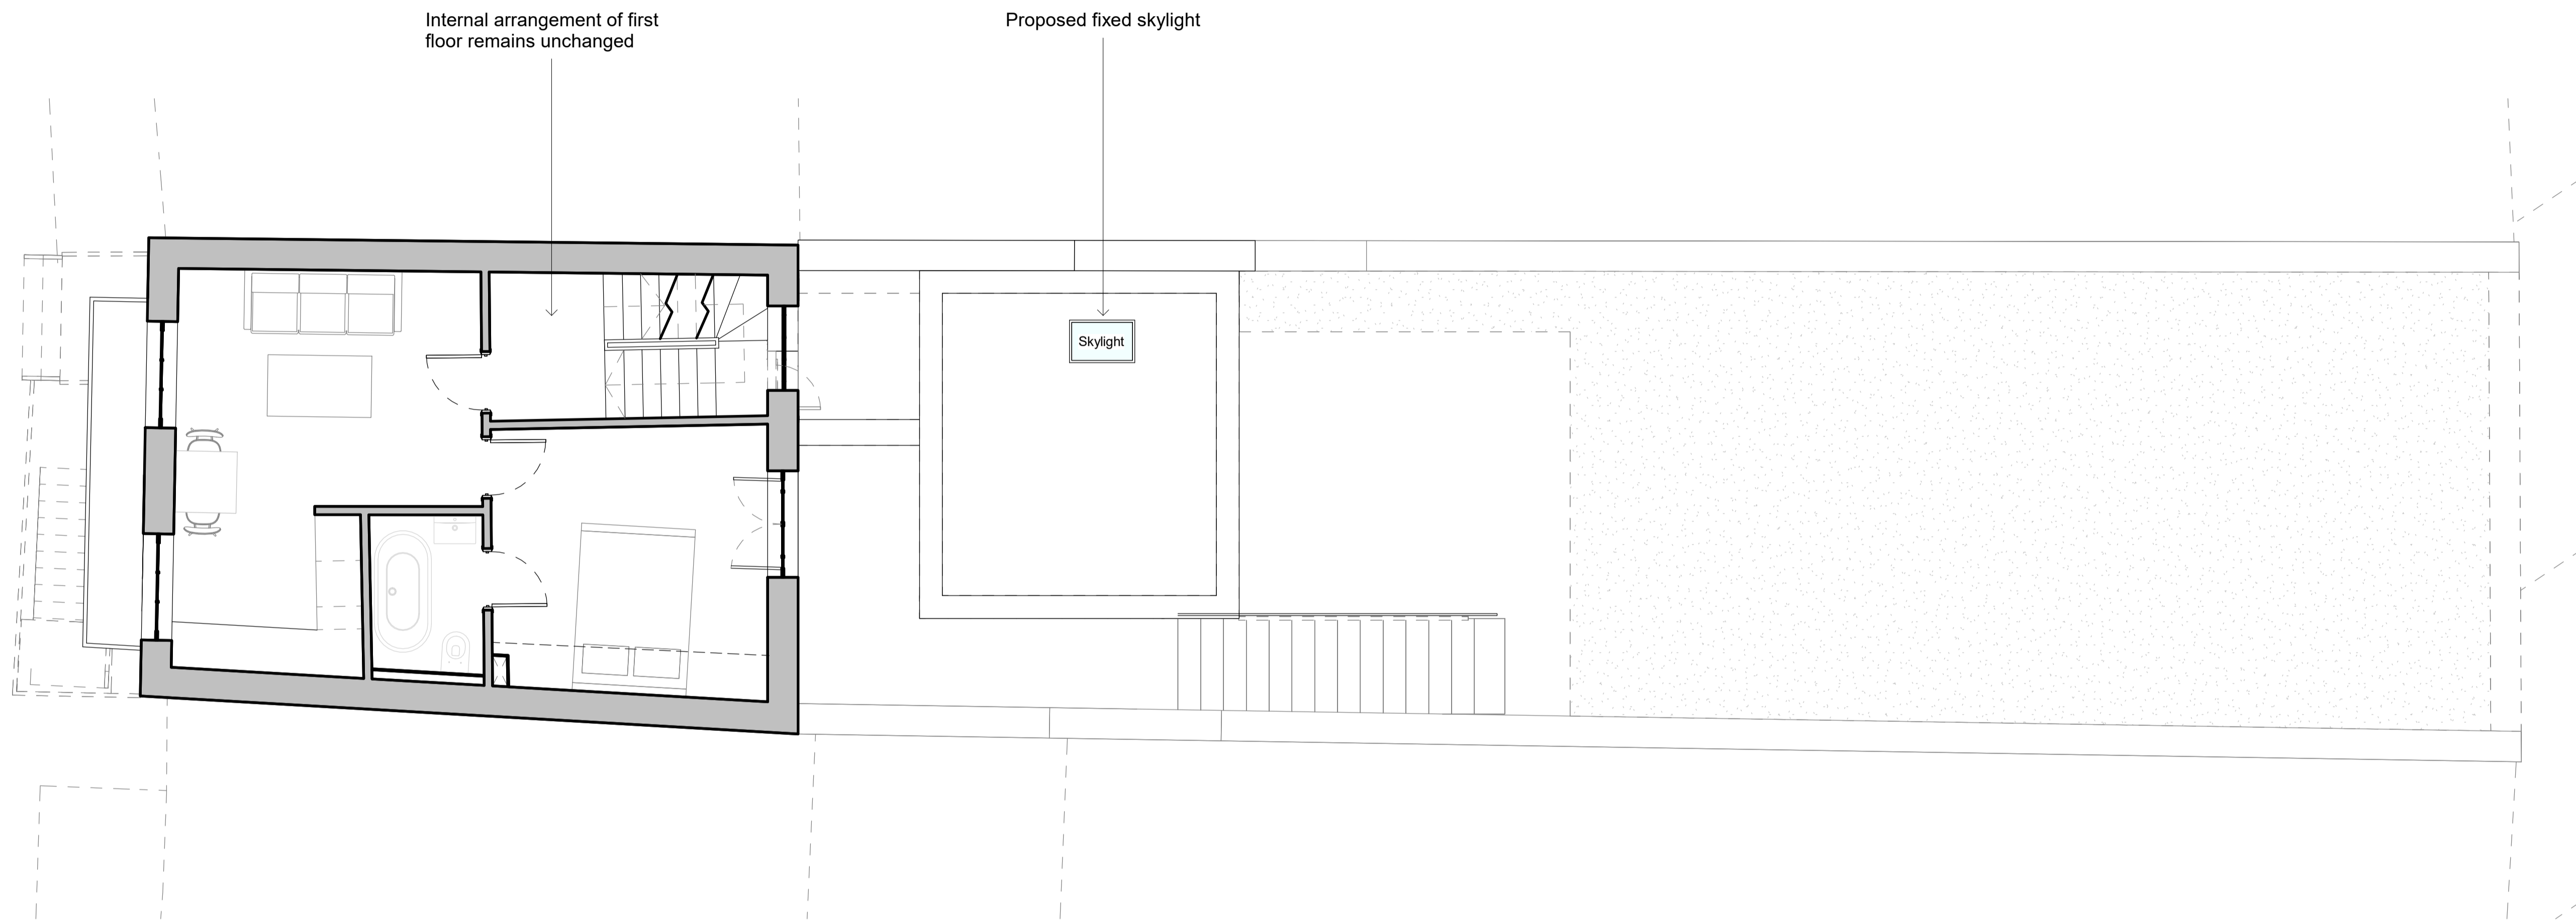 Internal arrangement of first
floor remains unchanged
Proposed fixed skylight
Skylight